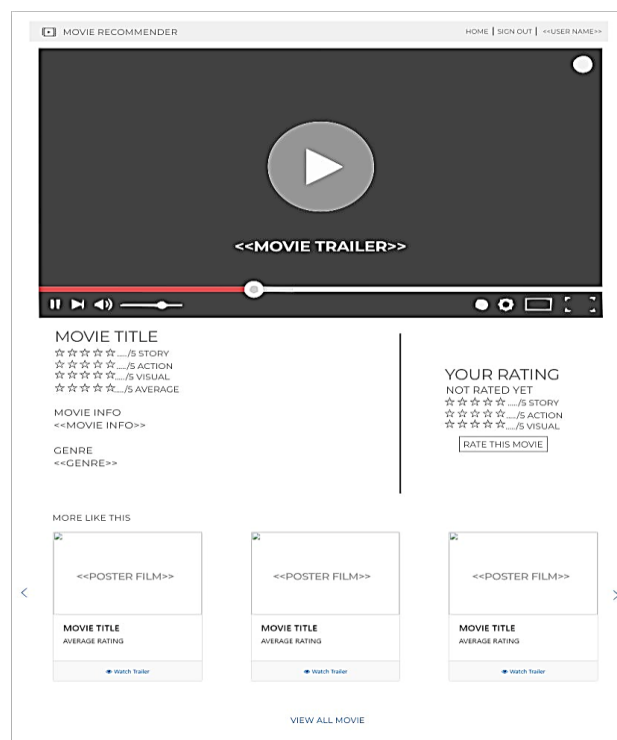 MOVIE RECOMMENDER
HOME | SIGN OUT | <<USER NAME>>
<<MOVIE TRAILER>>
MOVIE TITLE
...../5 STORY
...../5 ACTION
...../5 VISUAL
...../5 AVERAGE
MOVIE INFO
<<MOVIE INFO>>
GENRE
<<GENRE>>
YOUR RATING
NOT RATED YET
...../5 STORY
...../5 ACTION
...../5 VISUAL
RATE THIS MOVIE
MORE LIKE THIS
<<POSTER FILM>>
MOVIE TITLE
AVERAGE RATING
Watch Trailer
<<POSTER FILM>>
MOVIE TITLE
AVERAGE RATING
Watch Trailer
<<POSTER FILM>>
MOVIE TITLE
AVERAGE RATING
Watch Trailer
VIEW ALL MOVIE